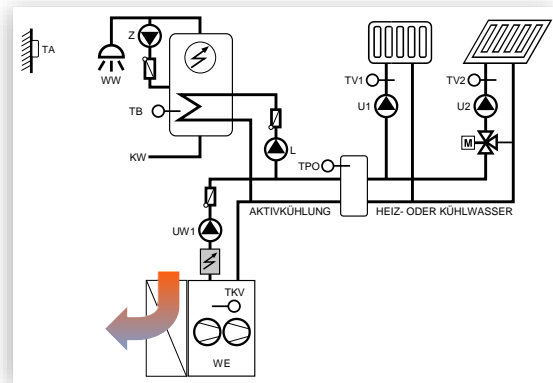 TA
Z
WW
TB
KW
L
UW1
TPO
TV1
U1
TV2
U2
M
AKTIVKÜHLUNG
HEIZ- ODER KÜHLWASSER
TKV
WE